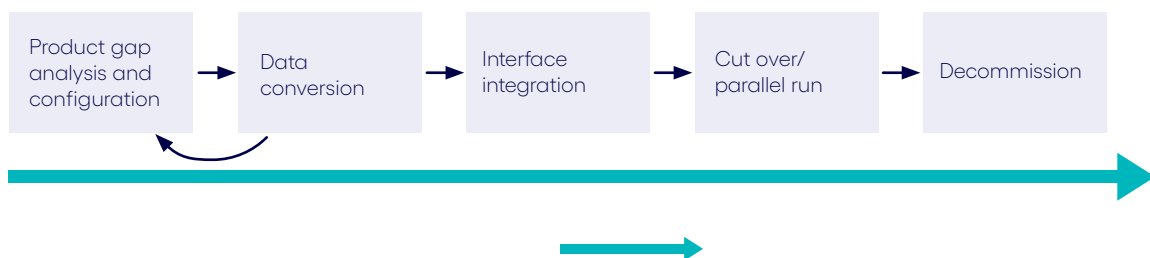 Product gap
analysis and
configuration
Data
conversion
Interface
integration
Cut over/
parallel run
Decommission